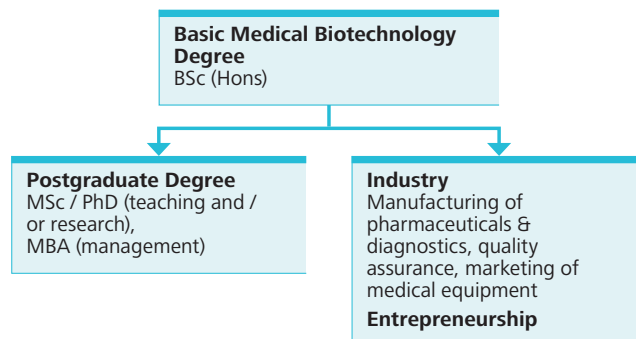 Basic Medical Biotechnology
Degree
BSc (Hons)
Postgraduate Degree
MSc / PhD (teaching and /
or research),
MBA (management)
Industry
Manufacturing of
pharmaceuticals &
diagnostics, quality
assurance, marketing of
medical equipment
Entrepreneurship